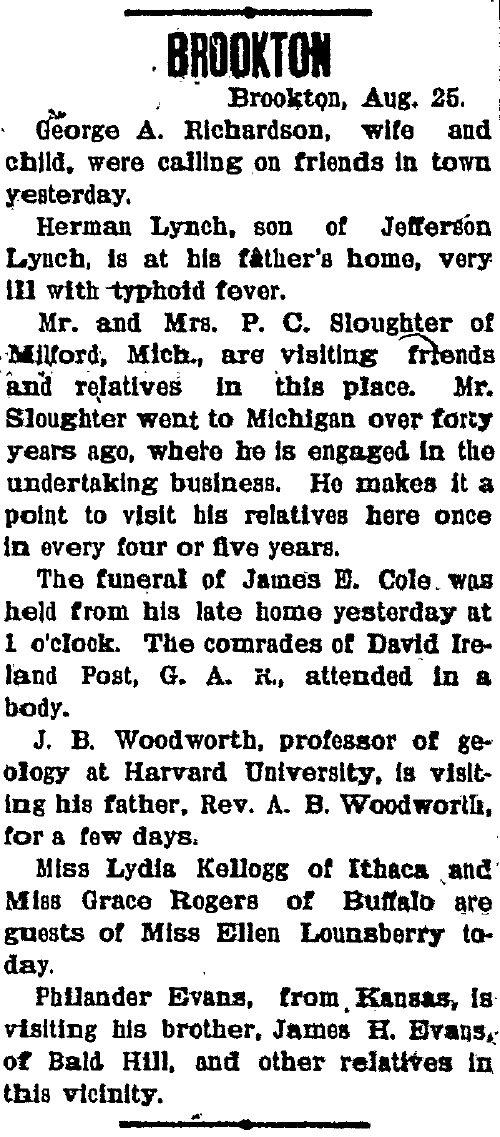 BROOKTON
Brookton, Aug. 25.
George A. Richardson, wife and
child, were calling on friends in town
yesterday.
Herman Lynch, son of Jefferson
Lynch, is at his father's home, very
ill with typhoid fever.
Mr. and Mrs. P. C. Sloughter of
Milford, Mich., are visiting friends
and relatives in this place. Mr.
Sloughter went to Michigan over forty
years ago, where he is engaged in the
undertaking business. He makes it a
point to visit his relatives here once
in every four or five years.
The funeral of James E. Cole was
held from his late home yesterday at
1 o'clock. The comrades of David Ire-
land Post, G. A. R., attended in a
body.
J. B. Woodworth, professor of ge-
ology at Harvard University, is visit-
ing his father, Rev. A. B. Woodworth,
for a few days.
Miss Lydia Kellogg of Ithaca and
Miss Grace Rogers of Buffalo are
guests of Miss Ellen Lounsberry to-
day.
Philander Evans, from Kansas, is
visiting his brother, James H. Evans,
of Bald Hill, and other relatives in
this vicinity.